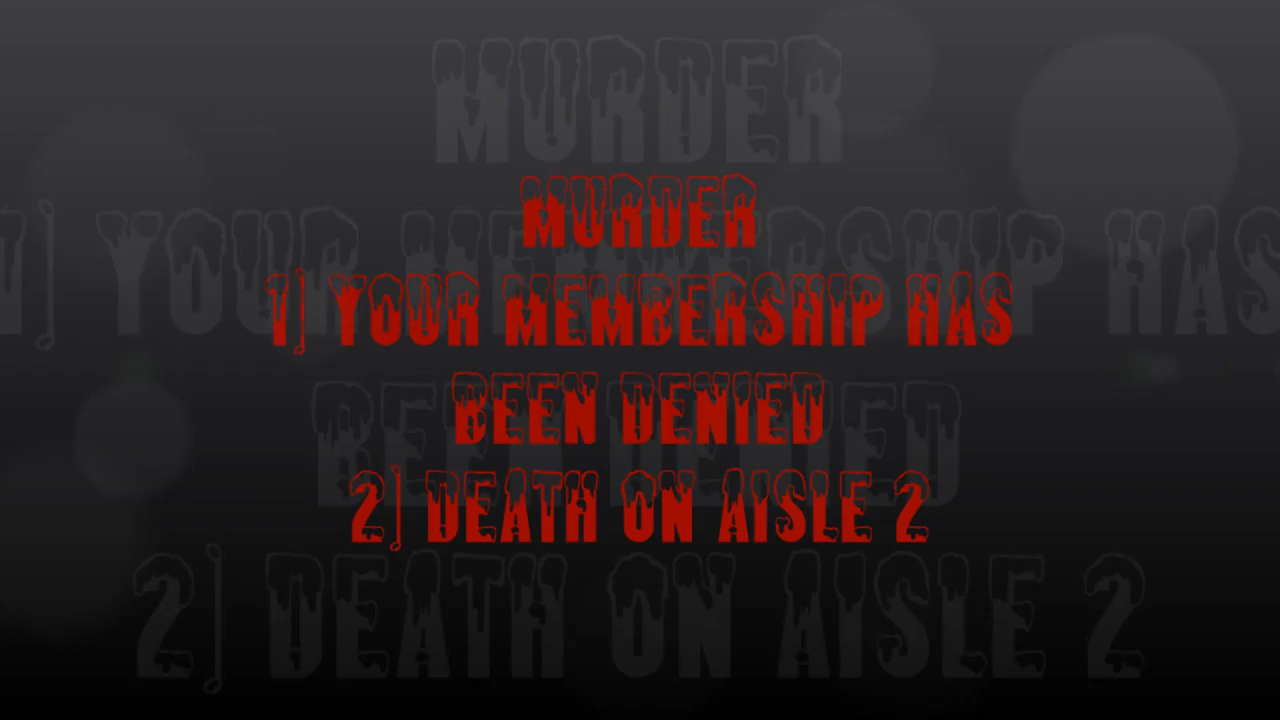 MURDER
1) YOUR MEMBERSHIP HAS
BEEN DENIED
2) DEATH ON AISLE 2